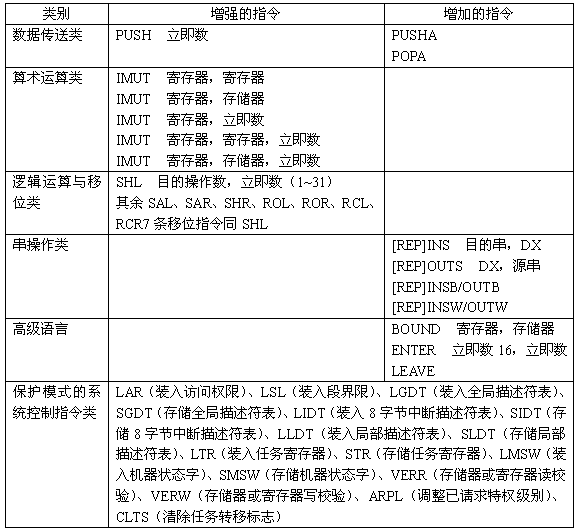 类别 增强的指令 增加的指令
数据传送类 PUSH 立即数 PUSHA
POPA
算术运算类 IMUT 寄存器，寄存器
IMUT 寄存器，存储器
IMUT 寄存器，立即数
IMUT 寄存器，寄存器，立即数
IMUT 寄存器，存储器，立即数
逻辑运算与移 SHL 目的操作数，立即数（1~31）
位类 其余 SAL、SAR、SHR、ROL、ROR、RCL、
RCR7 条移位指令同 SHL
串操作类 [REP]INS 目的串，DX
[REP]OUTS DX，源串
[REP]INSB/OUTB
[REP]INSW/OUTW
高级语言 BOUND 寄存器，存储器
ENTER 立即数 16，立即数
LEAVE
保护模式的系 LAR（装入访问权限）、LSL（装入段界限）、LGDT（装入全局描述符表）、
统控制指令类 SGDT（存储全局描述符表）、LIDT（装入 8 字节中断描述符表）、SIDT（存
储 8 字节中断描述符表）、LLDT（装入局部描述符表）、SLDT（存储局部
描述符表）、LTR（装入任务寄存器）、STR（存储任务寄存器）、LMSW（装
入机器状态字）、SMSW（存储机器状态字）、VERR（存储器或寄存器读校
验）、VERW（存储器或寄存器写校验）、ARPL（调整已请求特权级别）、
CLTS（清除任务转移标志）